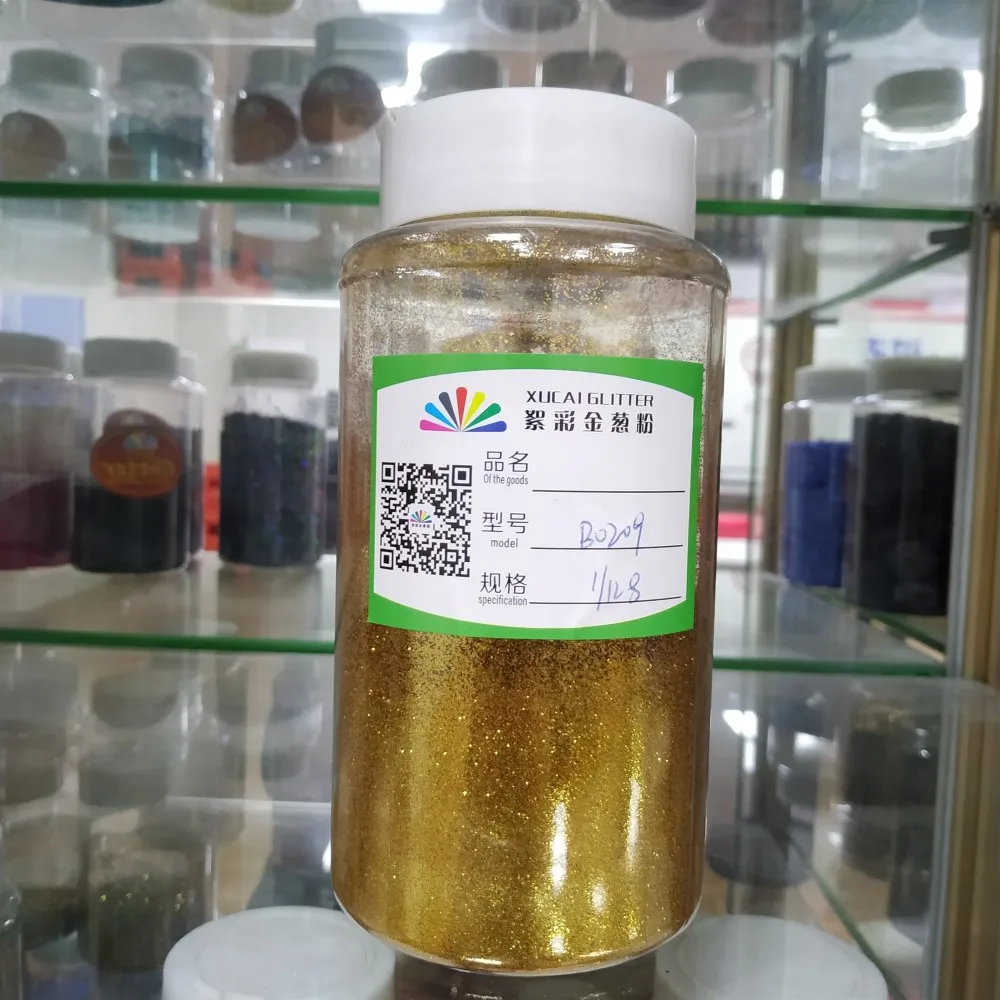 XUCAI GLITTER
絮彩金葱粉
品名
Of the goods
型号 B0209
model
规格 1/128
specification